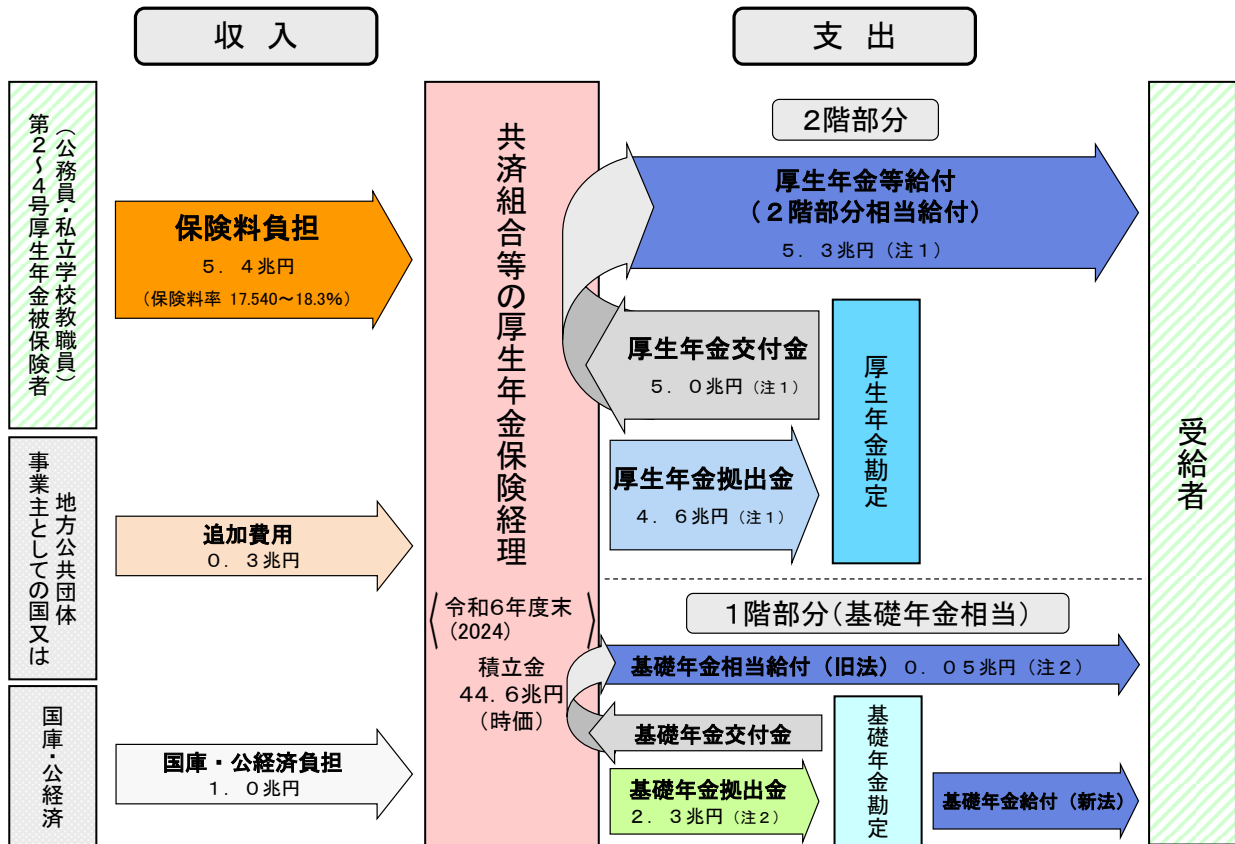 収 入
支 出
（公務員・私立学校教職員）
第２～４号厚生年金被保険者
保険料負担
５．４兆円
（保険料率 17.540～18.3%）
地方公共団体
事業主としての国又は
追加費用
０．３兆円
国庫・公経済
国庫・公経済負担
１．０兆円
共済組合等の厚生年金保険経理
令和６年度末
(2024)
積立金
44.６兆円
（時価）
２階部分
厚生年金等給付
（２階部分相当給付）
５．３兆円（注１）
厚生年金交付金
５．０兆円（注１）
厚生年金拠出金
４．６兆円（注１）
厚生年金勘定
１階部分（基礎年金相当）
基礎年金相当給付（旧法）０．０５兆円（注２）
基礎年金交付金
基礎年金拠出金
２．３兆円（注２）
基礎年金勘定
基礎年金給付（新法）
受給者